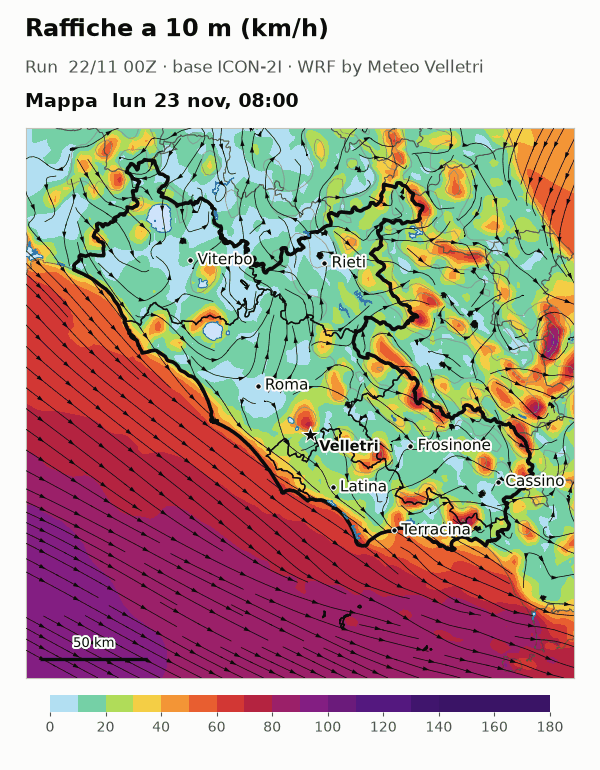 Raffiche a 10 m (km/h)
Run  22/11 00Z · base ICON-2I · WRF by Meteo Velletri
Mappa  lun 23 nov, 08:00
Viterbo
Rieti
Roma
Velletri
Frosinone
Latina
Cassino
Terracina
50 km
0 20 40 60 80 100 120 140 160 180